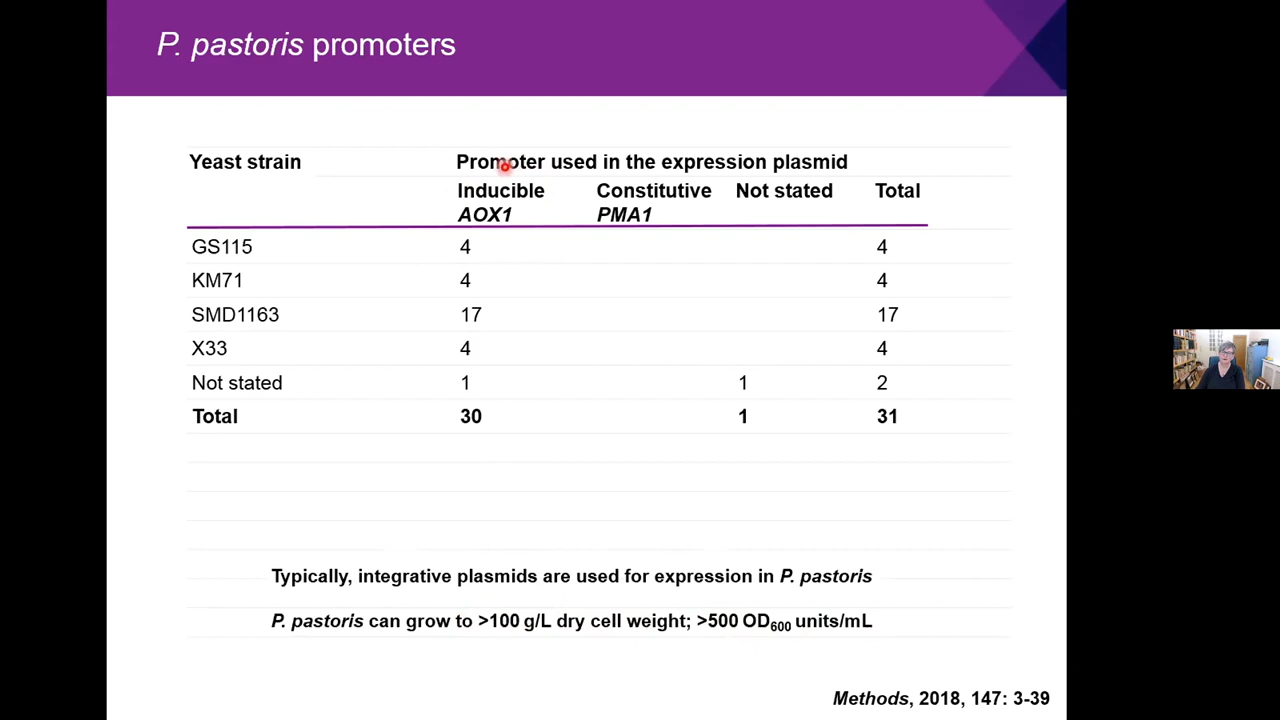 P. pastoris promoters
Yeast strain Promoter used in the expression plasmid
Inducible Constitutive Not stated Total
AOX1 PMA1
GS115 4 4
KM71 4 4
SMD1163 17 17
X33 4 4
Not stated 1 1 2
Total 30 1 31
Typically, integrative plasmids are used for expression in P. pastoris
P. pastoris can grow to >100 g/L dry cell weight; >500 OD600 units/mL
Methods, 2018, 147: 3-39